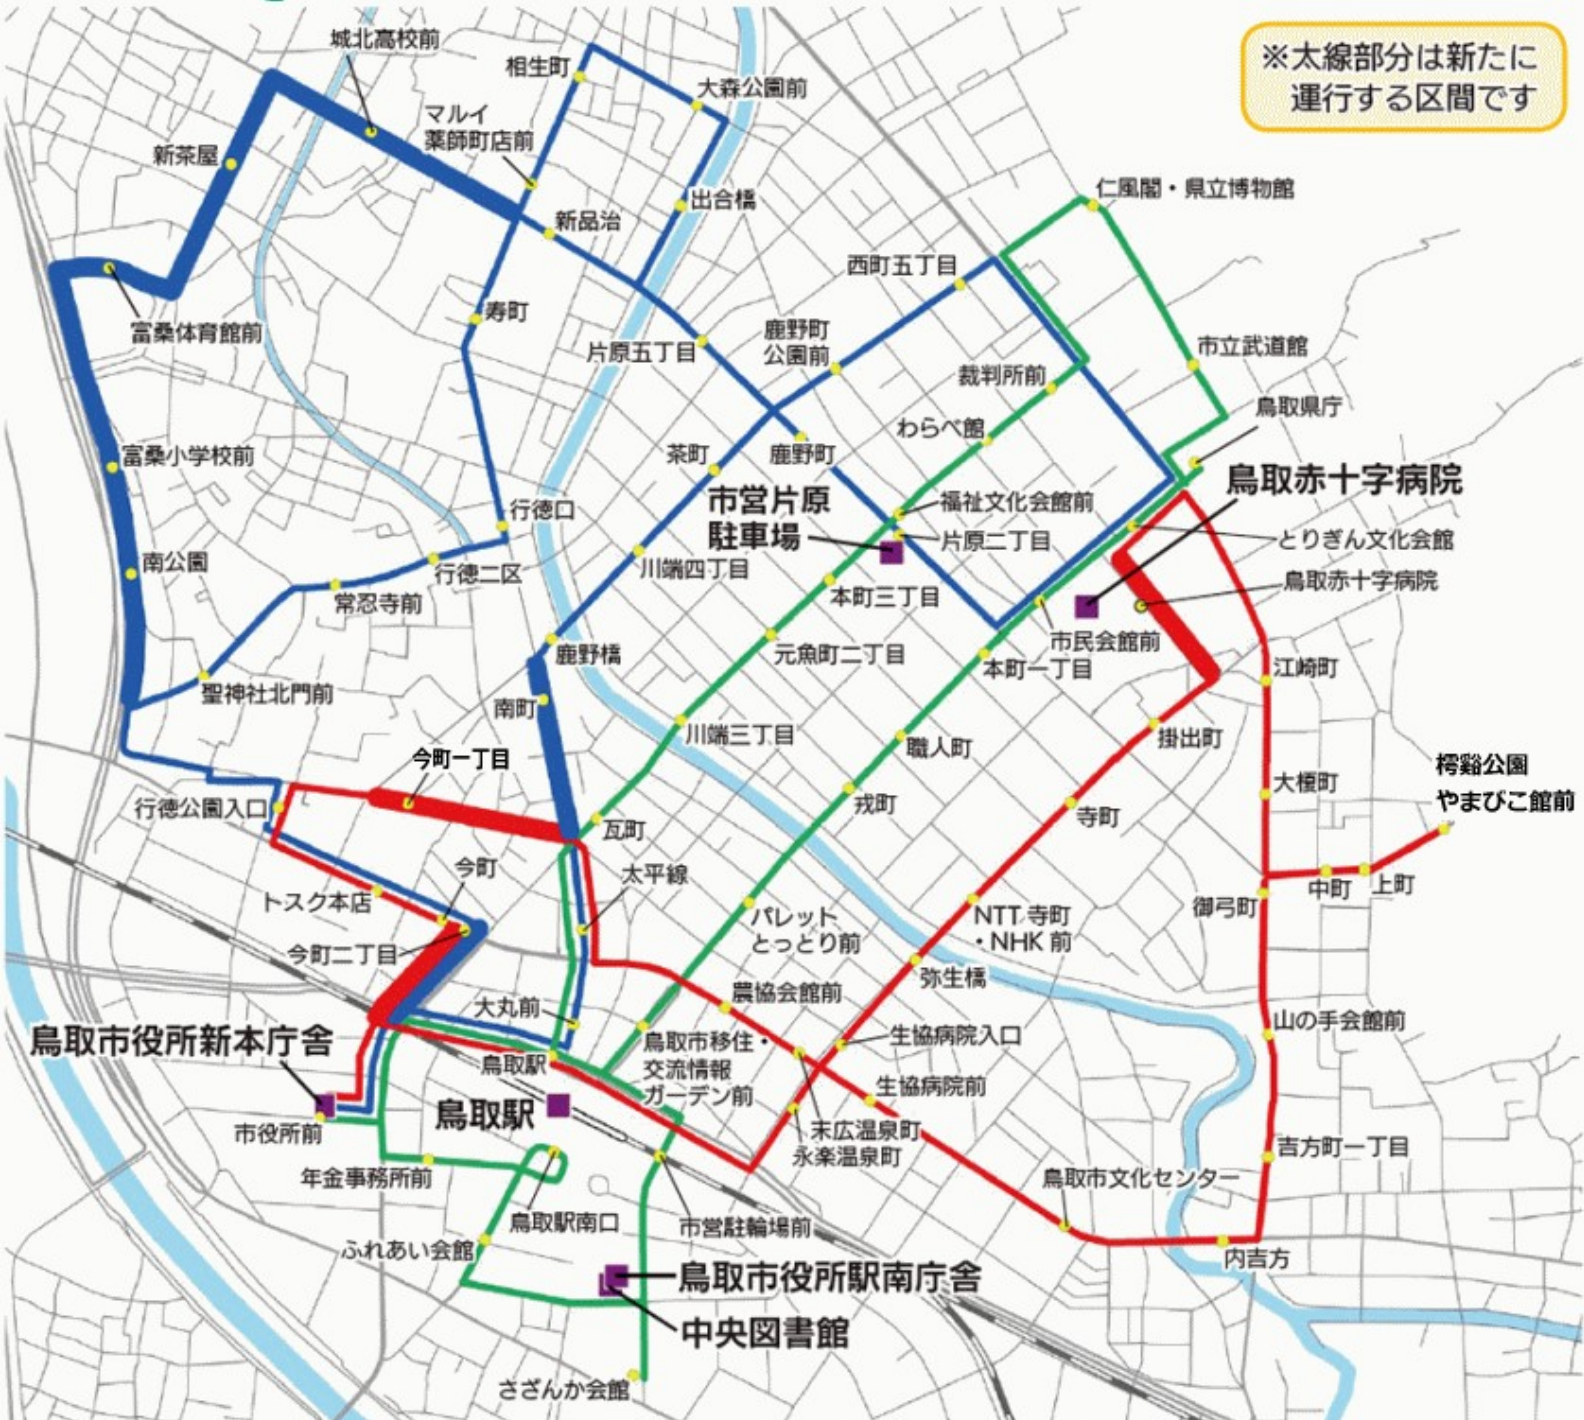 ※太線部分は新たに
運行する区間です
城北高校前
相生町
大森公園前
マルイ
薬師町店前
新茶屋
出合橋
新品治
仁風閣・県立博物館
西町五丁目
富桑体育館前
寿町
片原五丁目
鹿野町
公園前
市立武道館
裁判所前
鳥取県庁
わらべ館
富桑小学校前
茶町
鹿野町
鳥取赤十字病院
市営片原
駐車場
行徳口
福祉文化会館前
片原二丁目
とりぎん文化会館
南公園
行徳二区
川端四丁目
鳥取赤十字病院
常忍寺前
本町三丁目
市民会館前
鹿野橋
元魚町二丁目
本町一丁目
江崎町
聖神社北門前
南町
川端三丁目
職人町
掛出町
今町一丁目
樗谿公園
やまびこ館前
大榎町
行徳公園入口
戎町
寺町
瓦町
今町
太平線
トスク本店
中町
上町
御弓町
パレット
とっとり前
NTT 寺町
・NHK 前
今町二丁目
弥生橋
農協会館前
大丸前
山の手会館前
鳥取市役所新本庁舎
鳥取市移住・
交流情報
ガーデン前
生協病院入口
鳥取駅
生協病院前
鳥取駅
市役所前
末広温泉町
永楽温泉町
吉方町一丁目
年金事務所前
鳥取市文化センター
鳥取駅南口
市営駐輪場前
ふれあい会館
内吉方
鳥取市役所駅南庁舎
中央図書館
さざんか会館